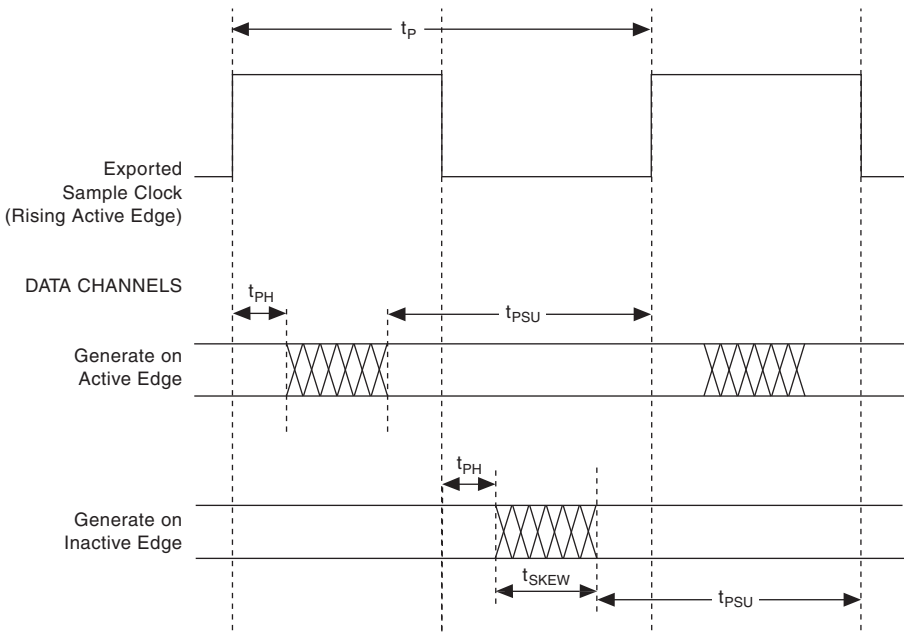 tP
Exported
Sample Clock
(Rising Active Edge)
DATA CHANNELS
tPH
tPSU
Generate on
Active Edge
tPH
Generate on
Inactive Edge
tSKEW
tPSU